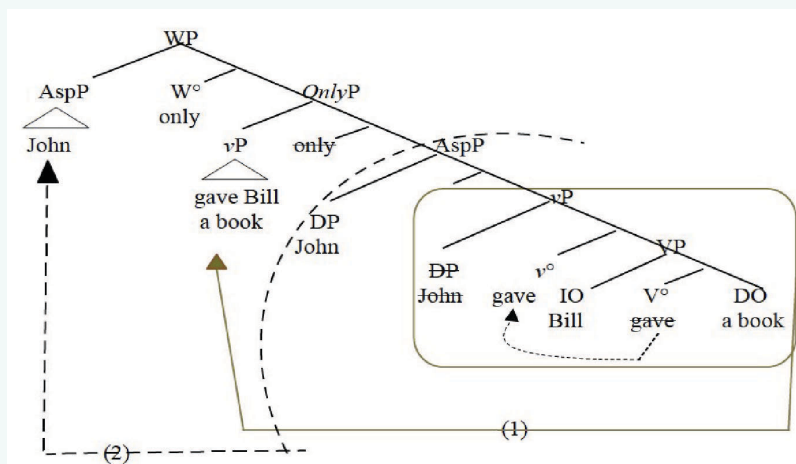 WP
AspP W° OnlyP
only
John vP only AspP
gave Bill DP vP
a book John
DP v° VP
John gave IO V° DO
Bill gave a book
(1)
(2)